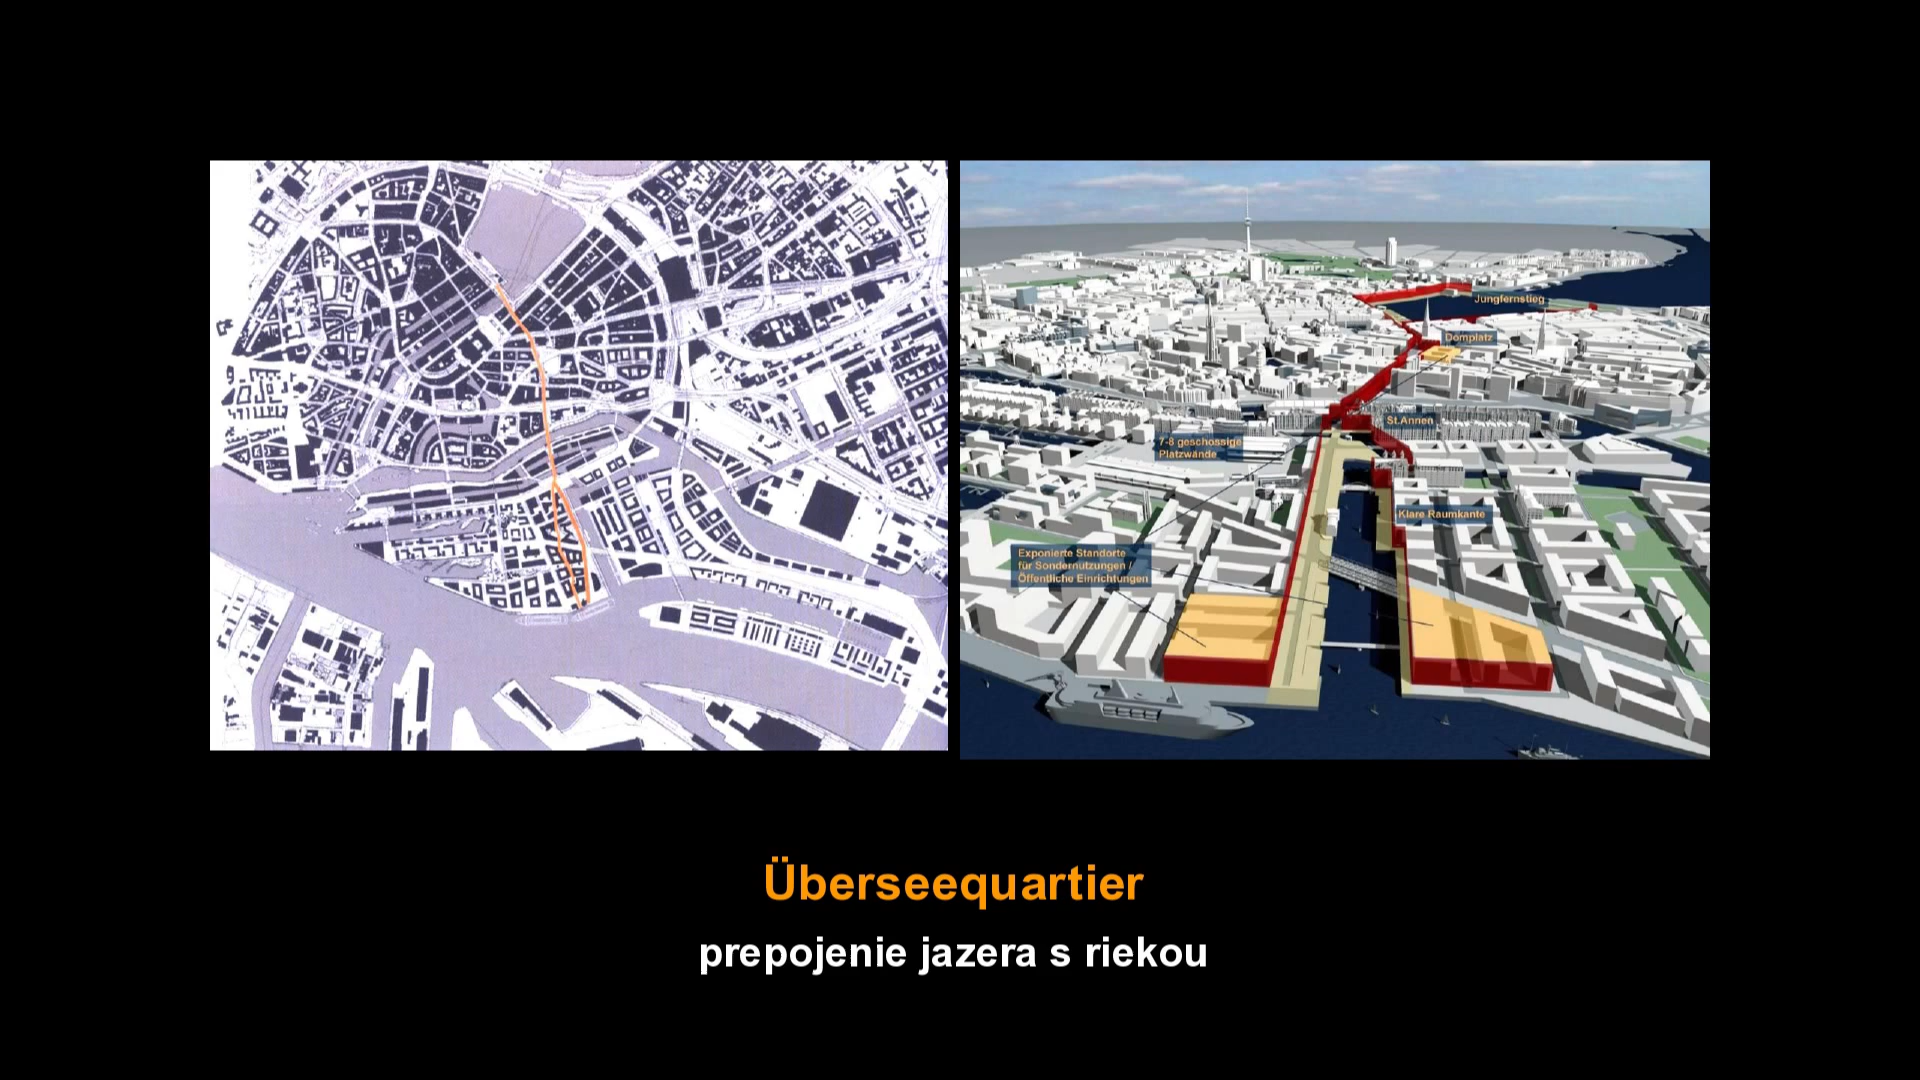 Jungfernstieg
Domplatz
St.Annen
7-8 geschossige
Platzwände
Klare Raumkante
Exponierte Standorte
für Sondernutzungen /
Öffentliche Einrichtungen
Überseequartier
prepojenie jazera s riekou